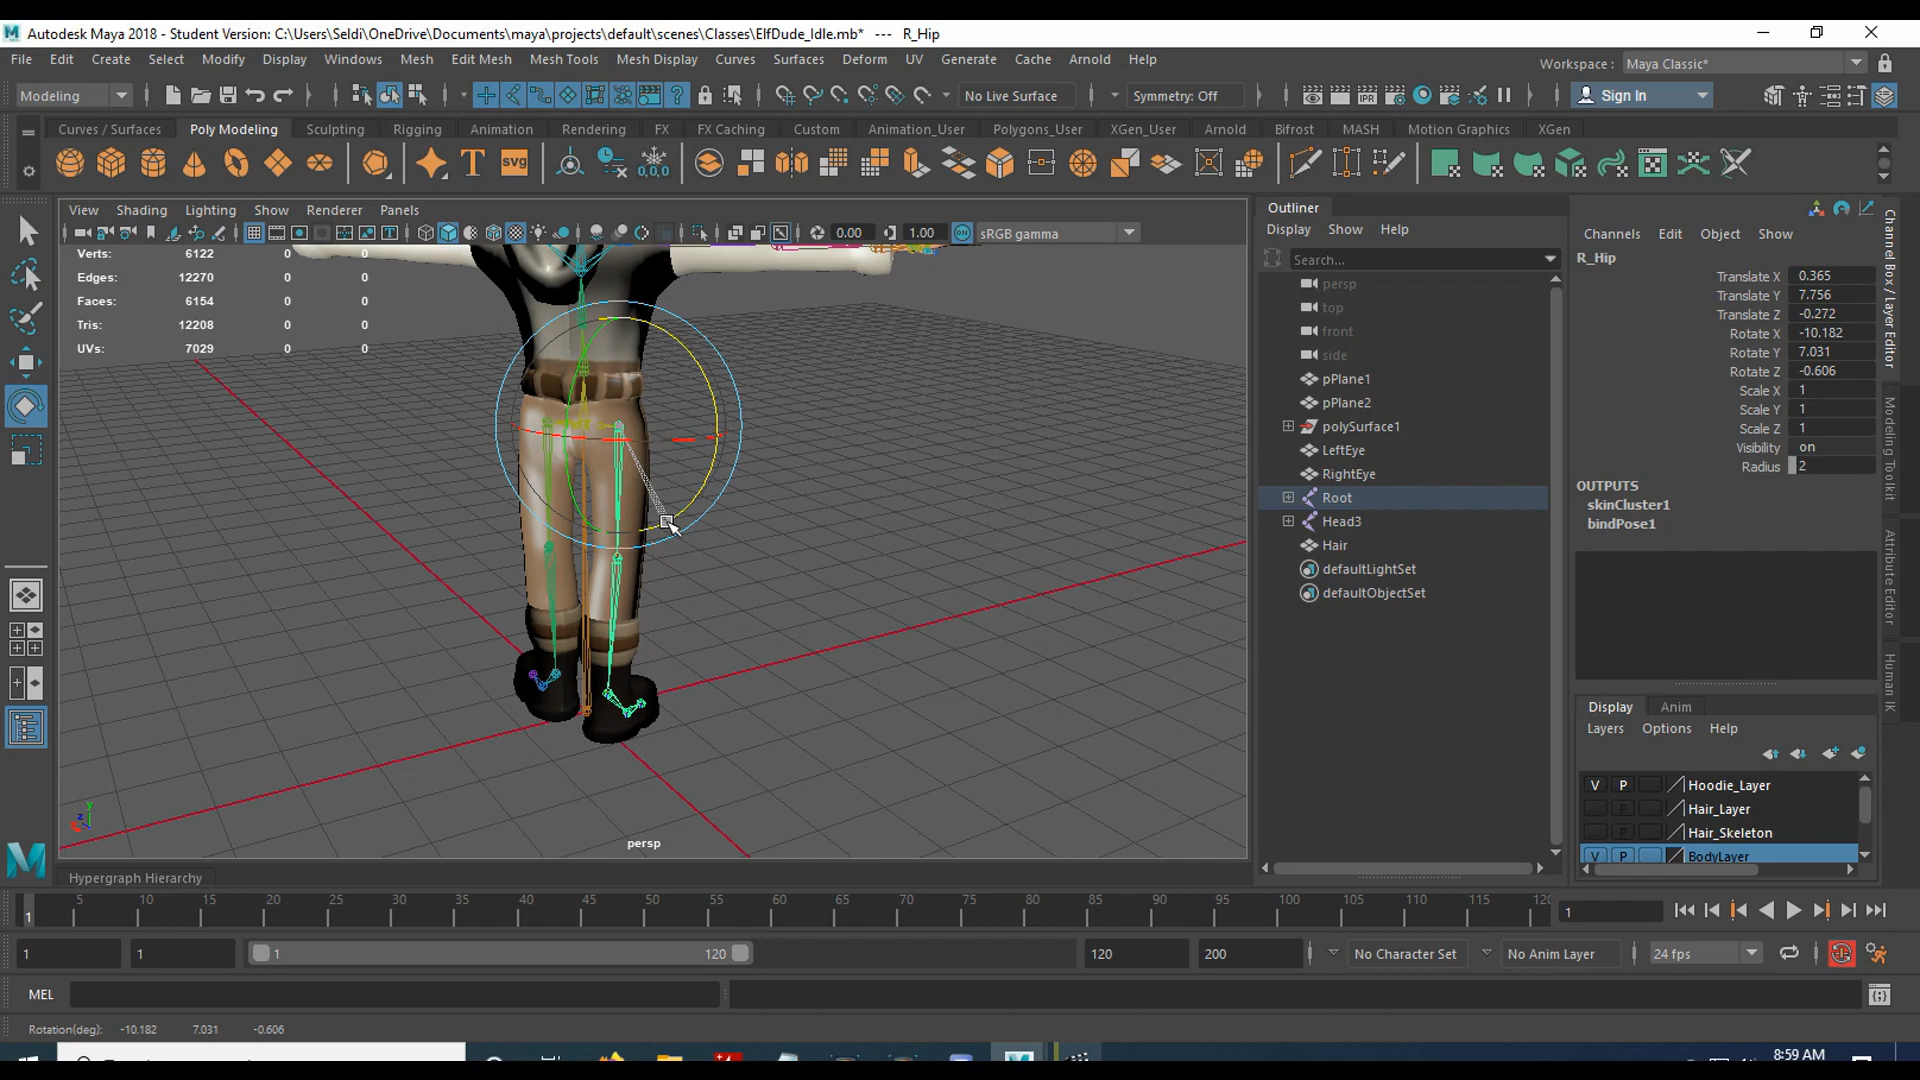 Autodesk Maya 2018 - Student Version: C:\Users\Seldi\OneDrive\Documents\maya\projects\default\scenes\Classes\ElfDude_Idle.mb* --- R_Hip
File Edit Create Select Modify Display Windows Mesh Edit Mesh Mesh Tools Mesh Display Curves Surfaces Deform UV Generate Cache Arnold Help
Workspace : Maya Classic*
Modeling
No Live Surface
Symmetry: Off
Sign In
Curves / Surfaces Poly Modeling Sculpting Rigging Animation Rendering FX FX Caching Custom Animation_User Polygons_User XGen_User Arnold Bifrost MASH Motion Graphics XGen
svg
0,0,0
IPR
View Shading Lighting Show Renderer Panels
0.00
1.00
ON
sRGB gamma
Verts: 6122 0 0
Edges: 12270 0 0
Faces: 6154 0 0
Tris: 12208 0 0
UVs: 7029 0 0
persp
Outliner
Display Show Help
Search...
persp
top
front
side
pPlane1
pPlane2
polySurface1
LeftEye
RightEye
Root
Head3
Hair
defaultLightSet
defaultObjectSet
Channels Edit Object Show
R_Hip
Translate X 0.365
Translate Y 7.756
Translate Z -0.272
Rotate X -10.182
Rotate Y 7.031
Rotate Z -0.606
Scale X 1
Scale Y 1
Scale Z 1
Visibility on
Radius 2
OUTPUTS
skinCluster1
bindPose1
Channel Box / Layer Editor
Modeling Toolkit
Attribute Editor
Human IK
Display Anim
Layers Options Help
V P Hoodie_Layer
P Hair_Layer
P Hair_Skeleton
V P BodyLayer
Hypergraph Hierarchy
1 5 10 15 20 25 30 35 40 45 50 55 60 65 70 75 80 85 90 95 100 105 110 115 120
1
1 1 1 120 120 200
No Character Set
No Anim Layer
24 fps
MEL
Rotation(deg): -10.182 7.031 -0.606
8:59 AM